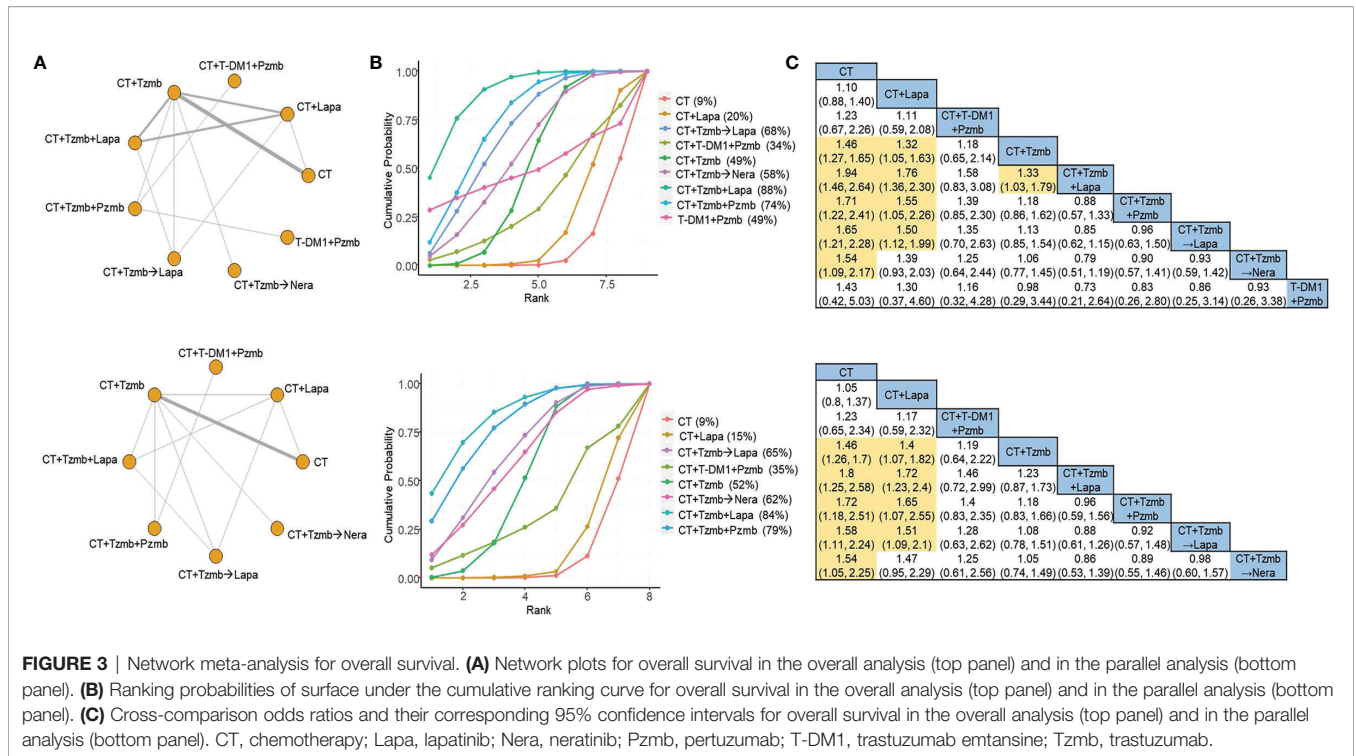 A
CT+T-DM1+Pzmb
CT+Tzmb
CT+Lapa
CT+Tzmb+Lapa
CT
CT+Tzmb+Pzmb
T-DM1+Pzmb
CT+Tzmb→Lapa
CT+Tzmb→Nera
B
1.00
0.75
0.50
0.25
0.00
Cumulative Probability
2.5 5.0 7.5
Rank
CT (9%)
CT+Lapa (20%)
CT+Tzmb→Lapa (68%)
CT+T-DM1+Pzmb (34%)
CT+Tzmb (49%)
CT+Tzmb→Nera (58%)
CT+Tzmb+Lapa (88%)
CT+Tzmb+Pzmb (74%)
T-DM1+Pzmb (49%)
C
CT
1.10 CT+Lapa
(0.88, 1.40)
1.23 1.11 CT+T-DM1
(0.67, 2.26) (0.59, 2.08) +Pzmb
1.46 1.32 1.18 CT+Tzmb
(1.27, 1.65) (1.05, 1.63) (0.65, 2.14)
1.94 1.76 1.58 1.33 CT+Tzmb
(1.46, 2.64) (1.36, 2.30) (0.83, 3.08) (1.03, 1.79) +Lapa
1.71 1.55 1.39 1.18 0.88 CT+Tzmb
(1.22, 2.41) (1.05, 2.26) (0.85, 2.30) (0.86, 1.62) (0.57, 1.33) +Pzmb
1.65 1.50 1.35 1.13 0.85 0.96 CT+Tzmb
(1.21, 2.28) (1.12, 1.99) (0.70, 2.63) (0.85, 1.54) (0.62, 1.15) (0.63, 1.50) →Lapa
1.54 1.39 1.25 1.06 0.79 0.90 0.93 CT+Tzmb
(1.09, 2.17) (0.93, 2.03) (0.64, 2.44) (0.77, 1.45) (0.51, 1.19) (0.57, 1.41) (0.59, 1.42) →Nera
1.43 1.30 1.16 0.98 0.73 0.83 0.86 0.93 T-DM1
(0.42, 5.03) (0.37, 4.60) (0.32, 4.28) (0.29, 3.44) (0.21, 2.64) (0.26, 2.80) (0.25, 3.14) (0.26, 3.38) +Pzmb
CT+T-DM1+Pzmb
CT+Tzmb
CT+Lapa
CT+Tzmb+Lapa
CT
CT+Tzmb+Pzmb
CT+Tzmb→Nera
CT+Tzmb→Lapa
1.00
0.75
0.50
0.25
0.00
Cumulative Probability
2 4 6 8
Rank
CT (9%)
CT+Lapa (15%)
CT+Tzmb→Lapa (65%)
CT+T-DM1+Pzmb (35%)
CT+Tzmb (52%)
CT+Tzmb→Nera (62%)
CT+Tzmb+Lapa (84%)
CT+Tzmb+Pzmb (79%)
CT
1.05 CT+Lapa
(0.8, 1.37)
1.23 1.17 CT+T-DM1
(0.65, 2.34) (0.59, 2.32) +Pzmb
1.46 1.4 1.19 CT+Tzmb
(1.26, 1.7) (1.07, 1.82) (0.64, 2.22)
1.8 1.72 1.46 1.23 CT+Tzmb
(1.25, 2.58) (1.23, 2.4) (0.72, 2.99) (0.87, 1.73) +Lapa
1.72 1.65 1.4 1.18 0.96 CT+Tzmb
(1.18, 2.51) (1.07, 2.55) (0.83, 2.35) (0.83, 1.66) (0.59, 1.56) +Pzmb
1.58 1.51 1.28 1.08 0.88 0.92 CT+Tzmb
(1.11, 2.24) (1.09, 2.1) (0.63, 2.62) (0.78, 1.51) (0.61, 1.26) (0.57, 1.48) →Lapa
1.54 1.47 1.25 1.05 0.86 0.89 0.98 CT+Tzmb
(1.05, 2.25) (0.95, 2.29) (0.61, 2.56) (0.74, 1.49) (0.53, 1.39) (0.55, 1.46) (0.60, 1.57) →Nera
FIGURE 3 | Network meta-analysis for overall survival. (A) Network plots for overall survival in the overall analysis (top panel) and in the parallel analysis (bottom
panel). (B) Ranking probabilities of surface under the cumulative ranking curve for overall survival in the overall analysis (top panel) and in the parallel analysis (bottom
panel). (C) Cross-comparison odds ratios and their corresponding 95% confidence intervals for overall survival in the overall analysis (top panel) and in the parallel
analysis (bottom panel). CT, chemotherapy; Lapa, lapatinib; Nera, neratinib; Pzmb, pertuzumab; T-DM1, trastuzumab emtansine; Tzmb, trastuzumab.